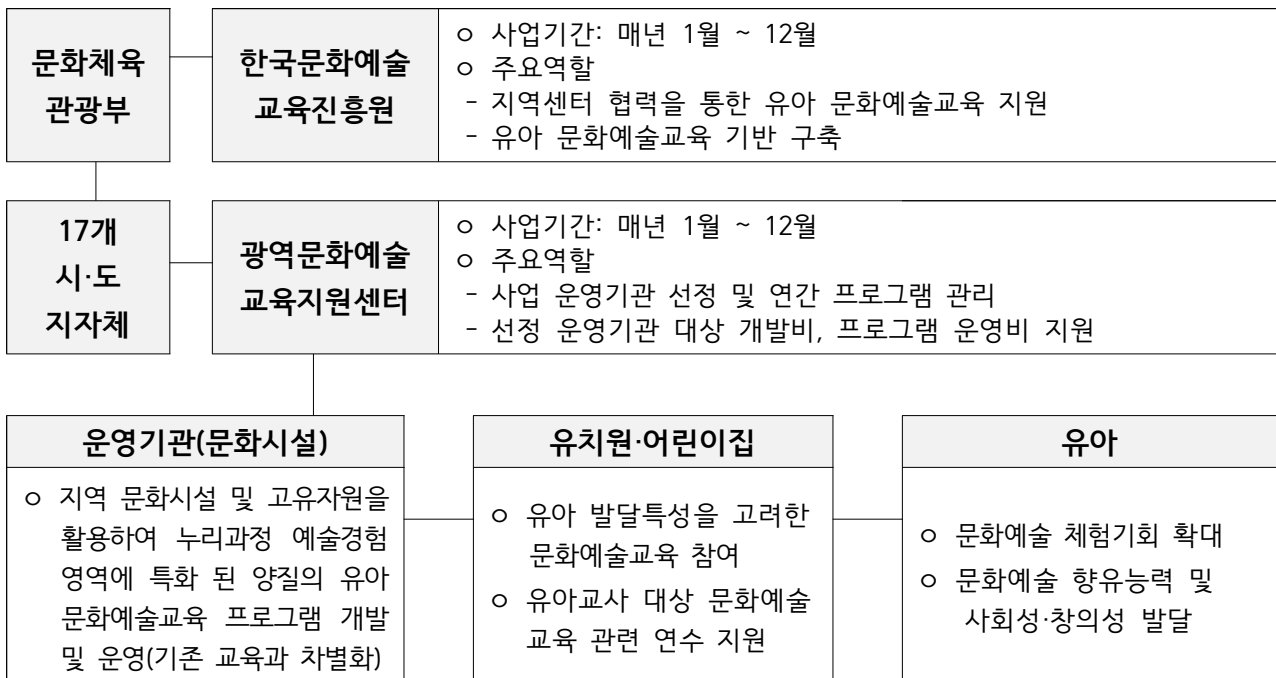 문화체육
관광부
한국문화예술
교육진흥원
ㅇ 사업기간: 매년 1월 ~ 12월
ㅇ 주요역할
- 지역센터 협력을 통한 유아 문화예술교육 지원
- 유아 문화예술교육 기반 구축
17개
시·도
지자체
광역문화예술
교육지원센터
ㅇ 사업기간: 매년 1월 ~ 12월
ㅇ 주요역할
- 사업 운영기관 선정 및 연간 프로그램 관리
- 선정 운영기관 대상 개발비, 프로그램 운영비 지원
운영기관(문화시설)
ㅇ 지역 문화시설 및 고유자원을
활용하여 누리과정 예술경험
영역에 특화 된 양질의 유아
문화예술교육 프로그램 개발
및 운영(기존 교육과 차별화)
유치원·어린이집
ㅇ 유아 발달특성을 고려한
문화예술교육 참여
ㅇ 유아교사 대상 문화예술
교육 관련 연수 지원
유아
ㅇ 문화예술 체험기회 확대
ㅇ 문화예술 향유능력 및
사회성·창의성 발달